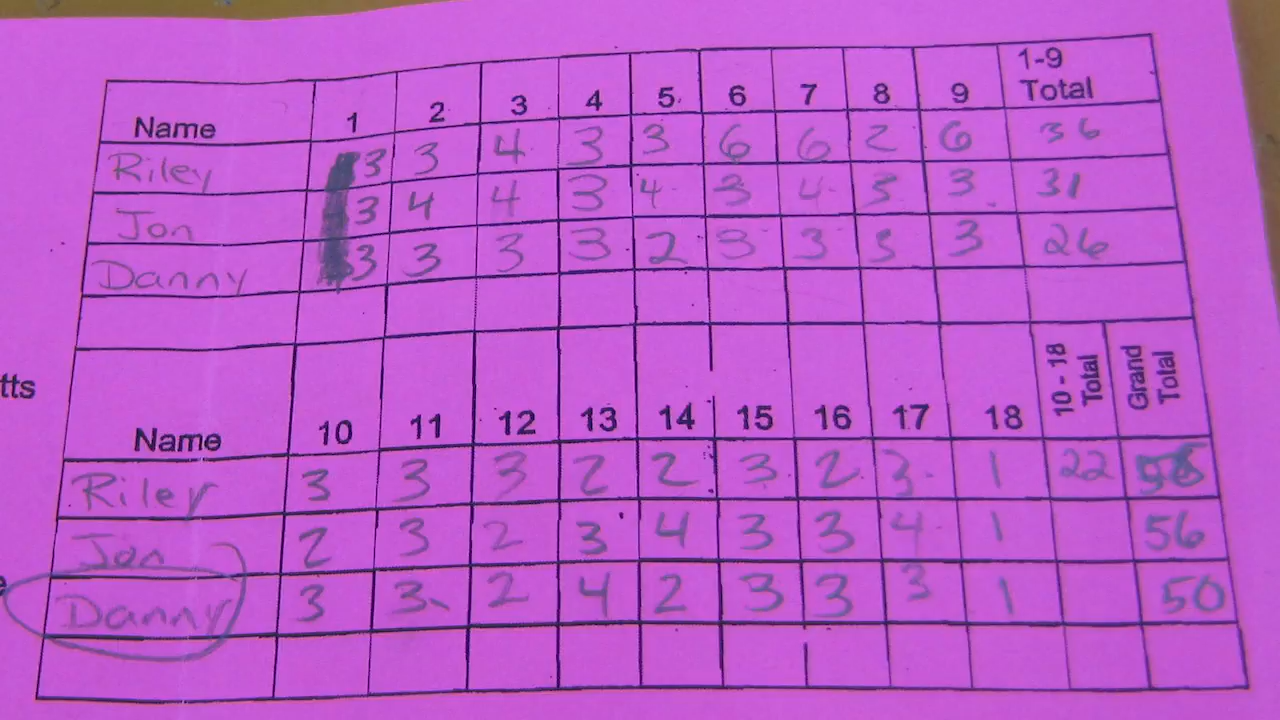 Name 1 2 3 4 5 6 7 8 9 1-9 Total
Riley 3 3 4 3 3 6 6 2 6 36
Jon 3 4 4 3 4 3 4 3 3 31
Danny 3 3 3 3 2 3 3 3 3 26
tts
Name 10 11 12 13 14 15 16 17 18 10 - 18 Total Grand Total
Riley 3 3 3 2 2 3 2 3 1 22
Jon 2 3 2 3 4 3 3 4 1 56
e
Danny 3 3 2 4 2 3 3 3 1 50